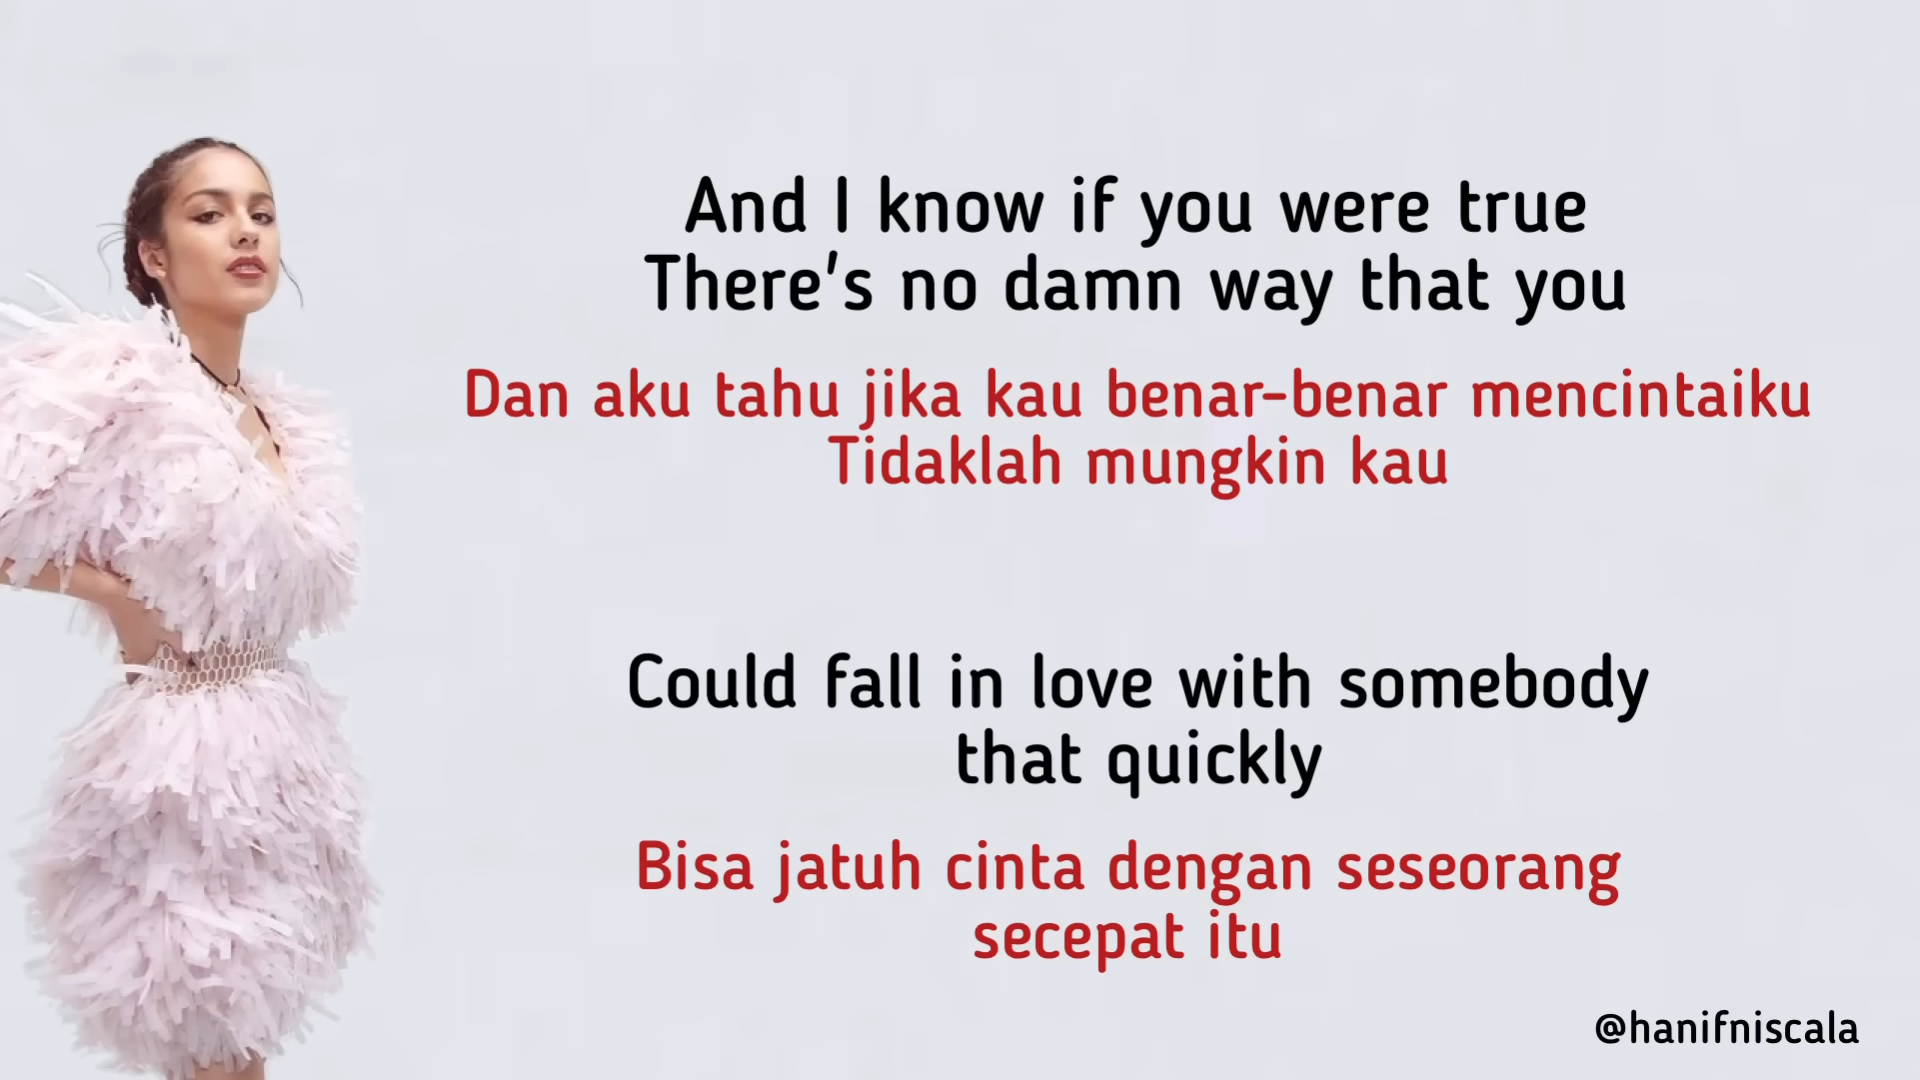 And I know if you were true
There's no damn way that you
Dan aku tahu jika kau benar-benar mencintaiku
Tidaklah mungkin kau
Could fall in love with somebody
that quickly
Bisa jatuh cinta dengan seseorang
secepat itu
@hanifniscala